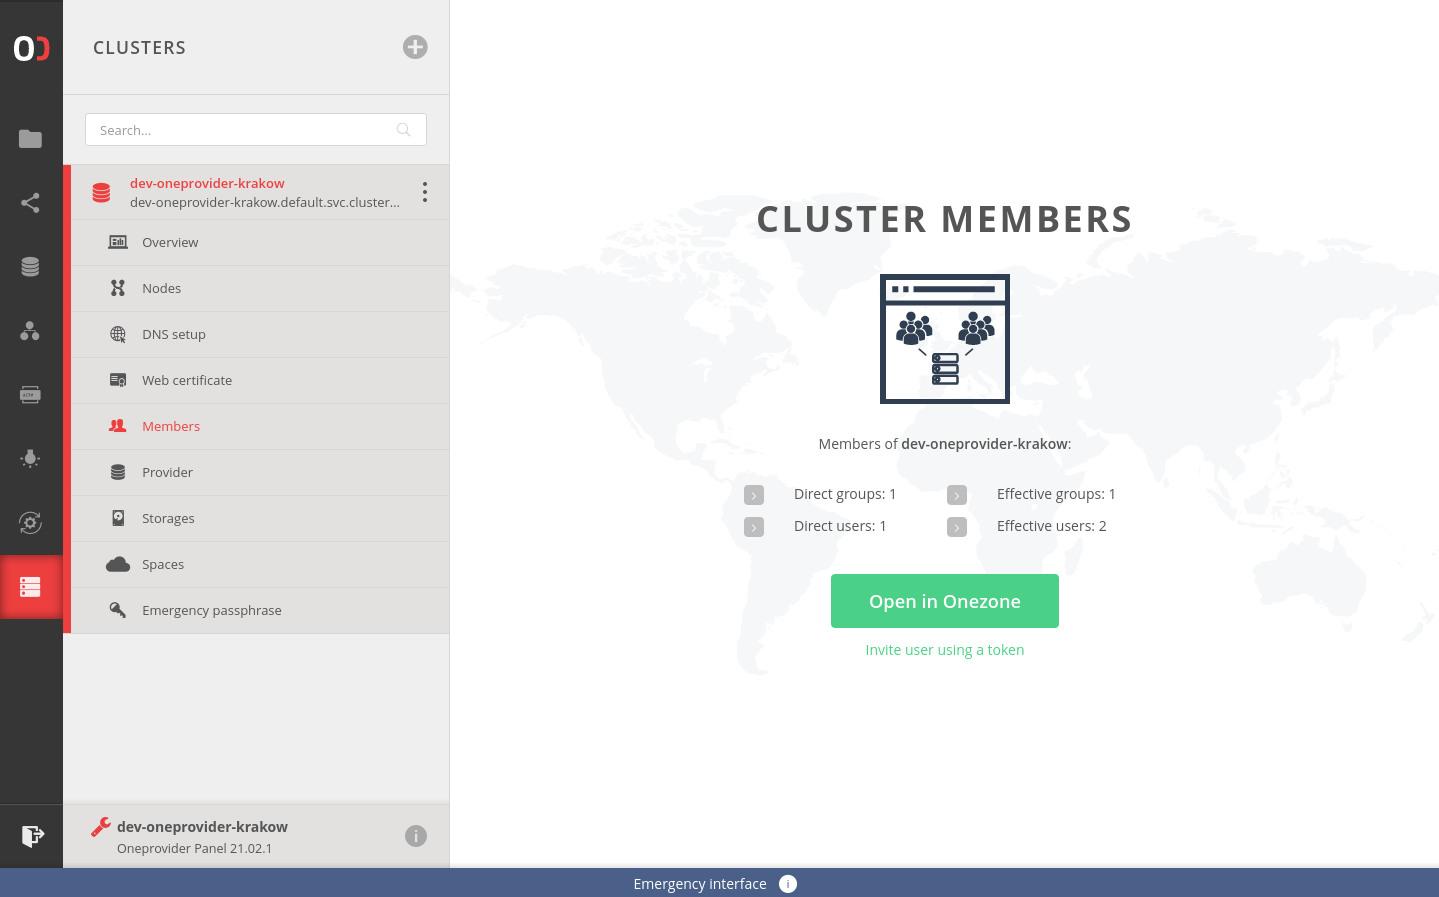 CLUSTERS
Search...
dev-oneprovider-krakow
dev-oneprovider-krakow.default.svc.cluster...
Overview
Nodes
DNS setup
Web certificate
Members
Provider
Storages
Spaces
Emergency passphrase
dev-oneprovider-krakow
Oneprovider Panel 21.02.1
CLUSTER MEMBERS
Members of dev-oneprovider-krakow:
Direct groups: 1
Effective groups: 1
Direct users: 1
Effective users: 2
Open in Onezone
Invite user using a token
Emergency interface